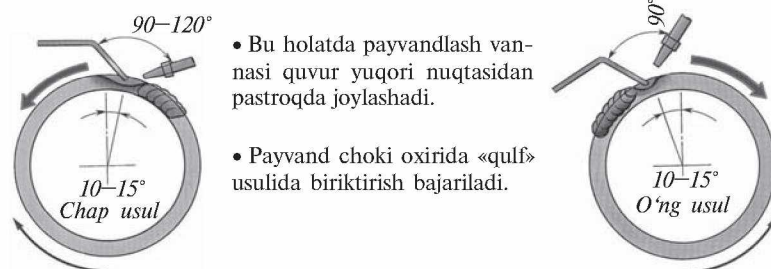 90—120°
• Bu holatda payvandlash van-
nasi quvur yuqori nuqtasidan
pastroqda joylashadi.
• Payvand choki oxirida «qulf»
usulida biriktirish bajariladi.
10—15°
Chap usul
90°
10—15°
O‘ng usul